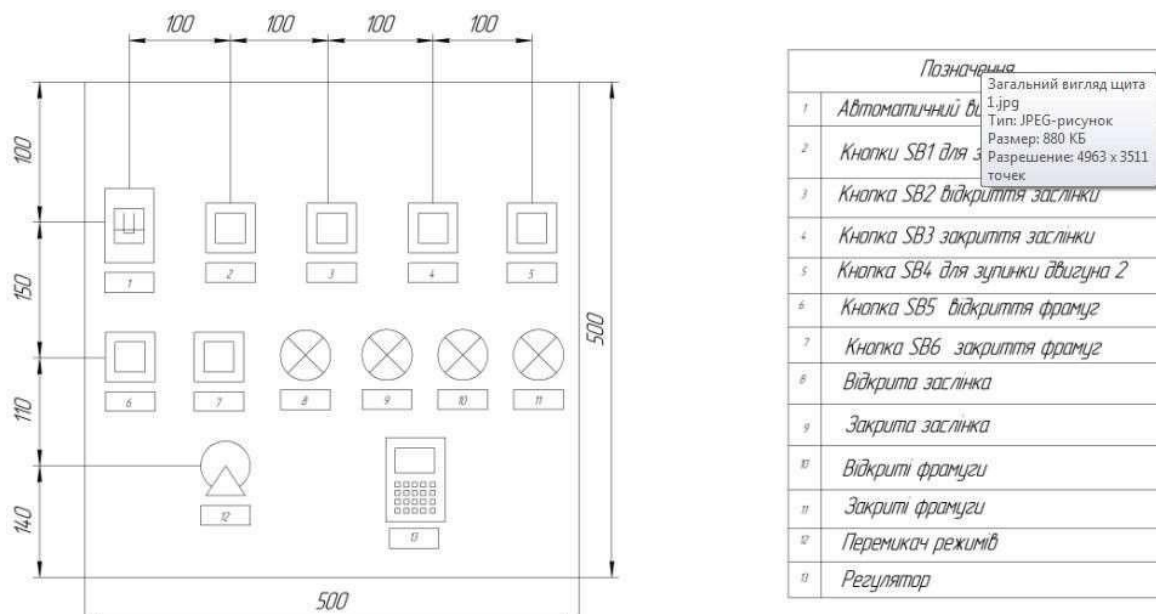 100 100 100 100
100
150
110
140
500
500
1
2
3
4
5
6
7
8
9
10
11
12
13
Позначення
1 Автоматичний
2 Кнопки SB1 для
3 Кнопка SB2 відкриття заслінки
4 Кнопка SB3 закриття заслінки
5 Кнопка SB4 для зупинки двигуна 2
6 Кнопка SB5 відкриття фрамуг
7 Кнопка SB6 закриття фрамуг
8 Відкрита заслінка
9 Закрита заслінка
10 Відкриті фрамуги
11 Закриті фрамуги
12 Перемикач режимів
13 Регулятор
Загальний вигляд щита
1.jpg
Тип: JPEG-рисунок
Размер: 880 КБ
Разрешение: 4963 x 3511
точек